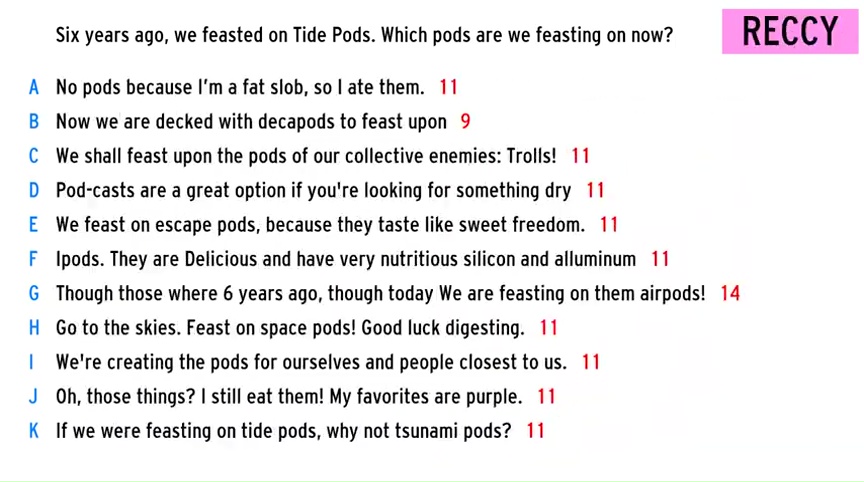 Six years ago, we feasted on Tide Pods. Which pods are we feasting on now?
RECCY
A No pods because I'm a fat slob, so I ate them. 11
B Now we are decked with decapods to feast upon 9
C We shall feast upon the pods of our collective enemies: Trolls! 11
D Pod-casts are a great option if you're looking for something dry 11
E We feast on escape pods, because they taste like sweet freedom. 11
F Ipods. They are Delicious and have very nutritious silicon and alluminum 11
G Though those where 6 years ago, though today We are feasting on them airpods! 14
H Go to the skies. Feast on space pods! Good luck digesting. 11
I We're creating the pods for ourselves and people closest to us. 11
J Oh, those things? I still eat them! My favorites are purple. 11
K If we were feasting on tide pods, why not tsunami pods? 11